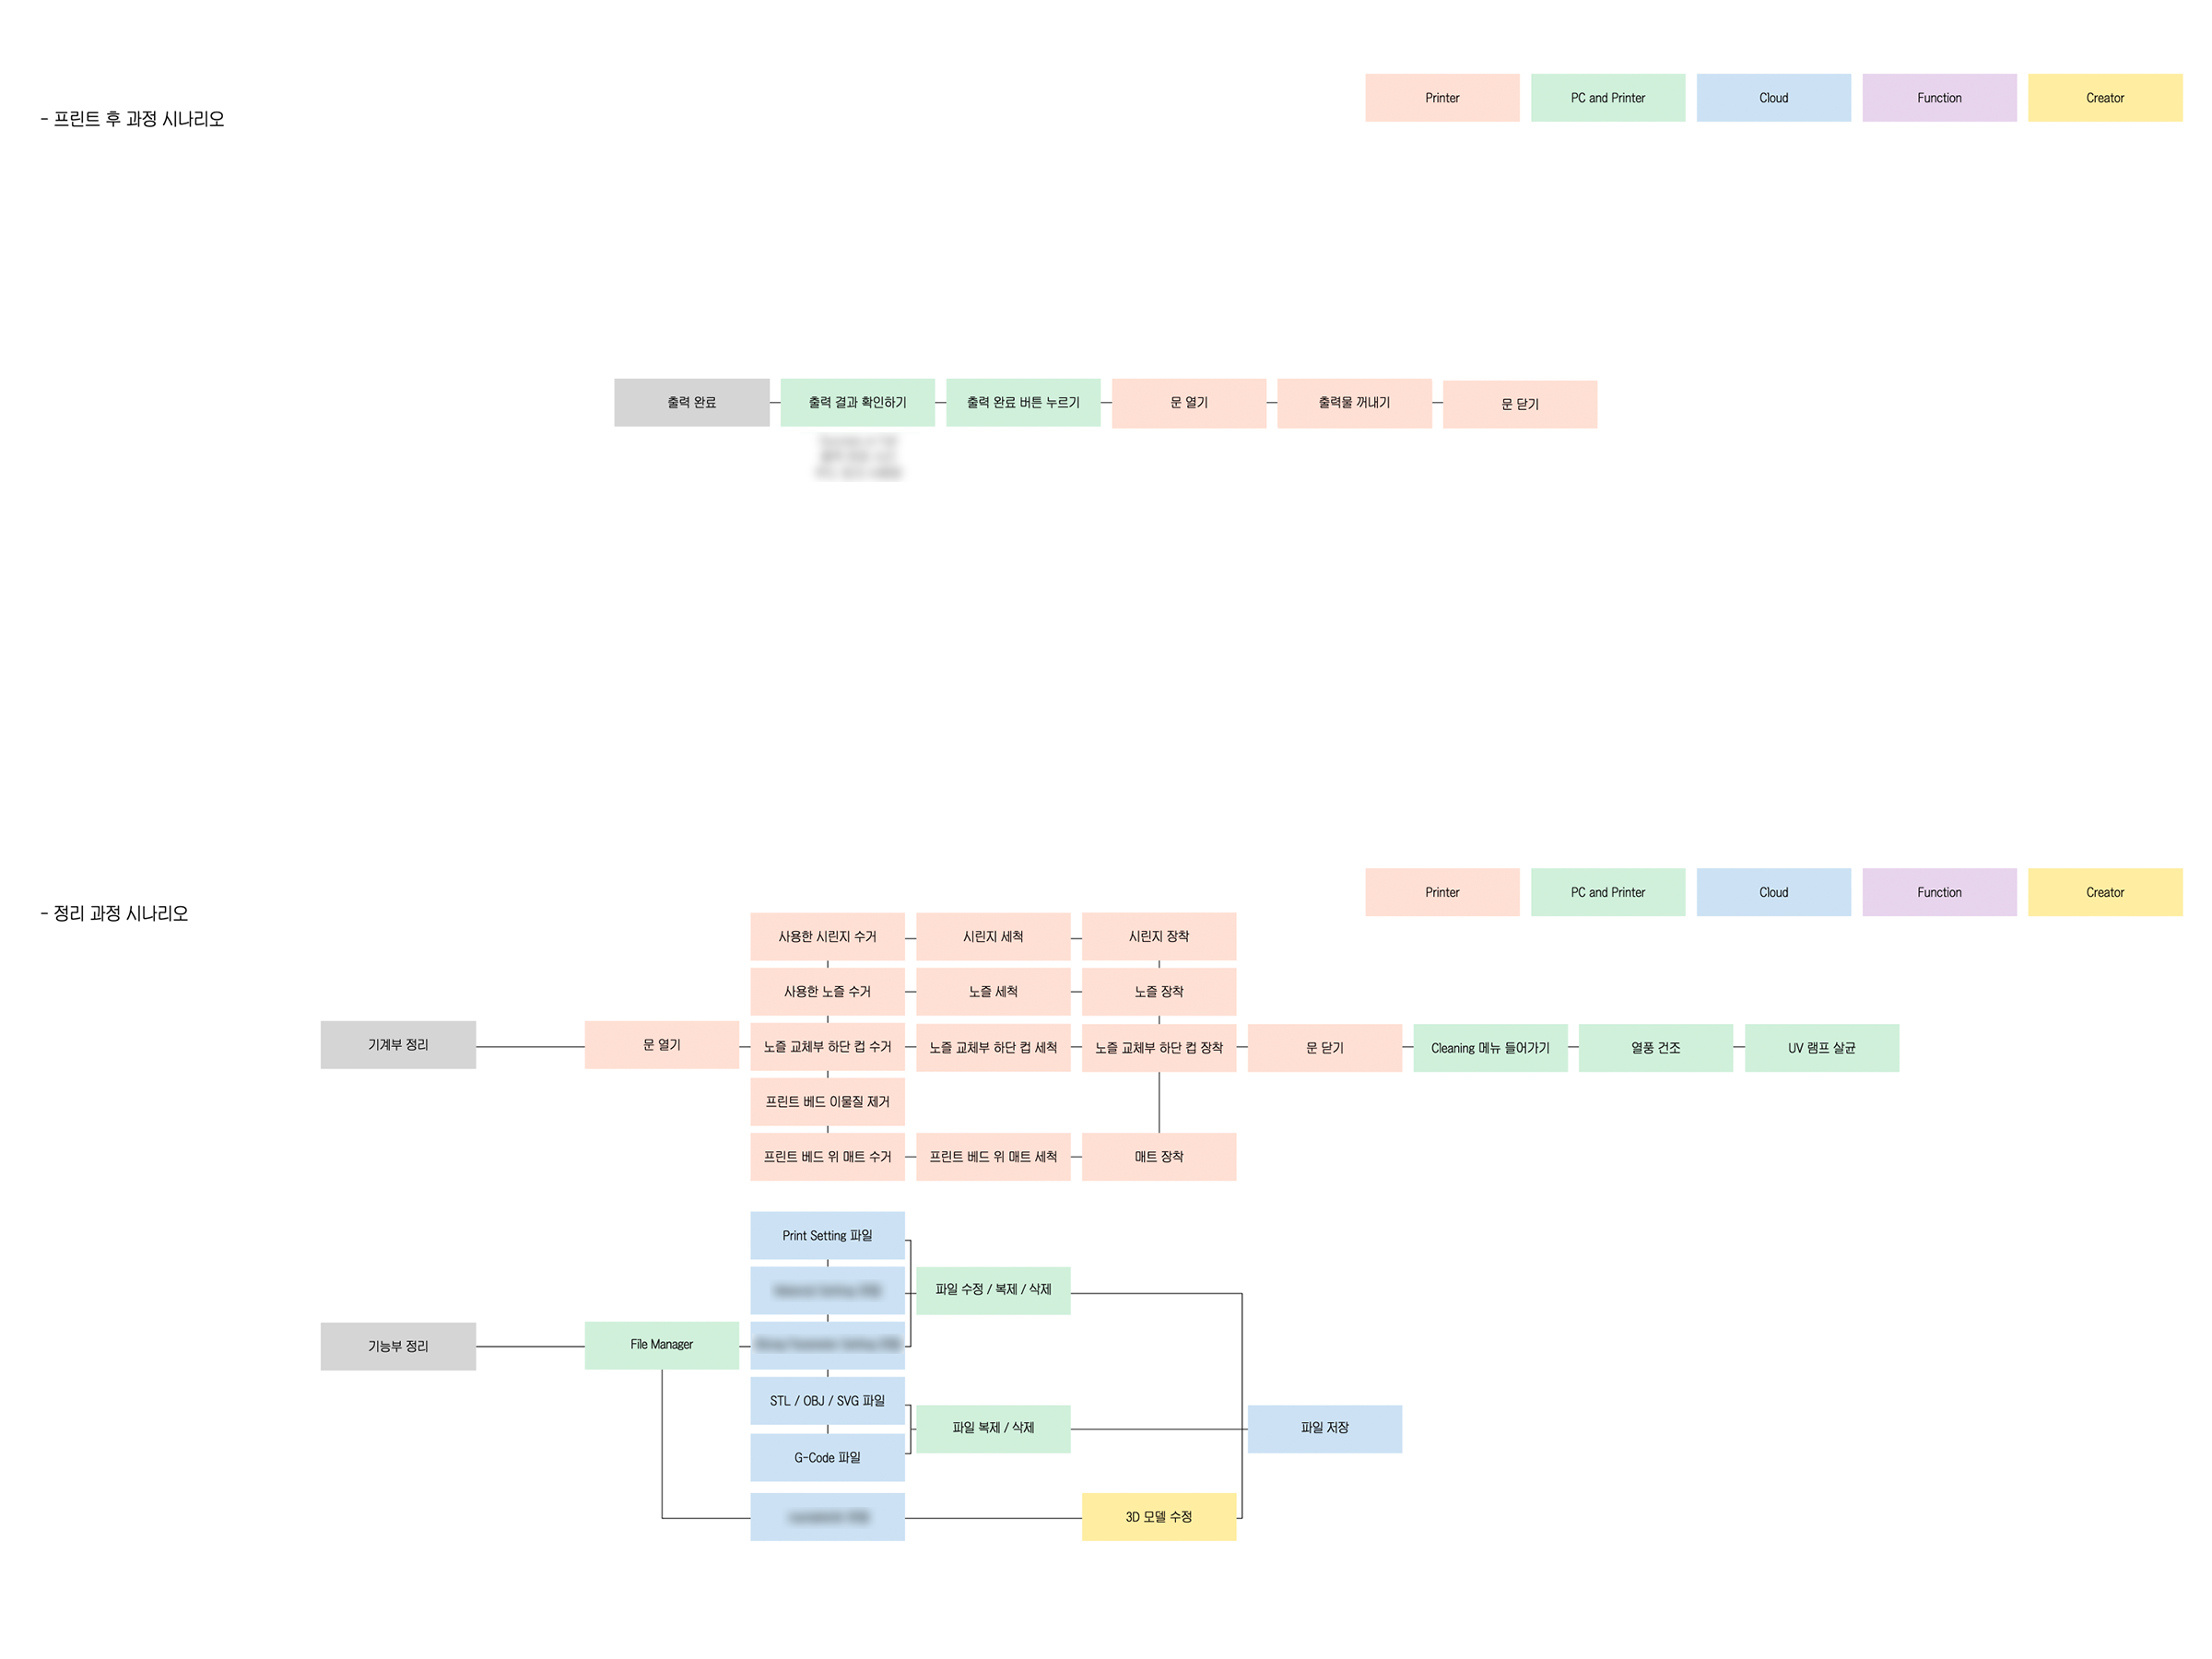 - 프린트 후 과정 시나리오
Printer
PC and Printer
Cloud
Function
Creator
출력 완료
출력 결과 확인하기
출력 완료 버튼 누르기
문 열기
출력물 꺼내기
문 닫기
- 정리 과정 시나리오
Printer
PC and Printer
Cloud
Function
Creator
사용한 시린지 수거
시린지 세척
시린지 장착
사용한 노즐 수거
노즐 세척
노즐 장착
기계부 정리
문 열기
노즐 교체부 하단 컵 수거
노즐 교체부 하단 컵 세척
노즐 교체부 하단 컵 장착
문 닫기
Cleaning 메뉴 들어가기
열풍 건조
UV 램프 살균
프린트 베드 이물질 제거
프린트 베드 위 매트 수거
프린트 베드 위 매트 세척
매트 장착
Print Setting 파일
파일 수정 / 복제 / 삭제
기능부 정리
File Manager
STL / OBJ / SVG 파일
파일 복제 / 삭제
파일 저장
G-Code 파일
3D 모델 수정